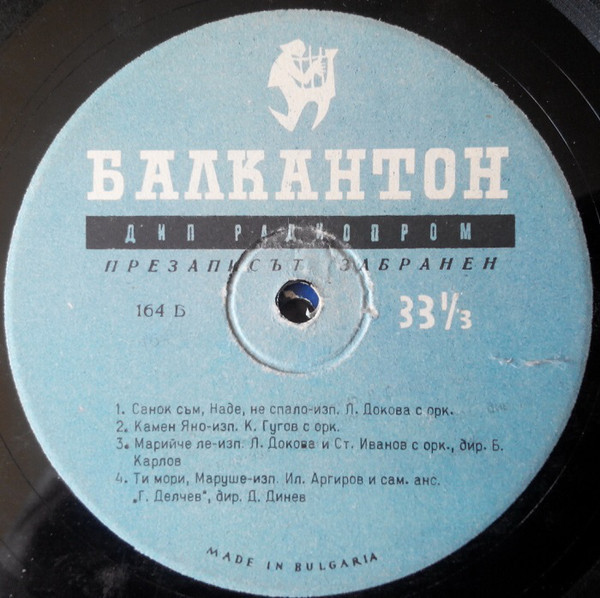 БАЛКАНТОН
ДИП РАДИОПРОМ
ПРЕЗАПИСЪТ ЗАБРАНЕН
164 Б
33 1/3
1. Санок съм, Наде, не спало-изп. Л. Докова с орк.
2. Камен Яно-изп. К. Гугов с орк.
3. Марийче ле-изп. Л. Докова и Ст. Иванов с орк., дир. Б.
Карлов
4. Ти мори, Маруше-изп. Ил. Аргиров и сам. анс.
„Г. Делчев", дир. Д. Динев
MADE IN BULGARIA